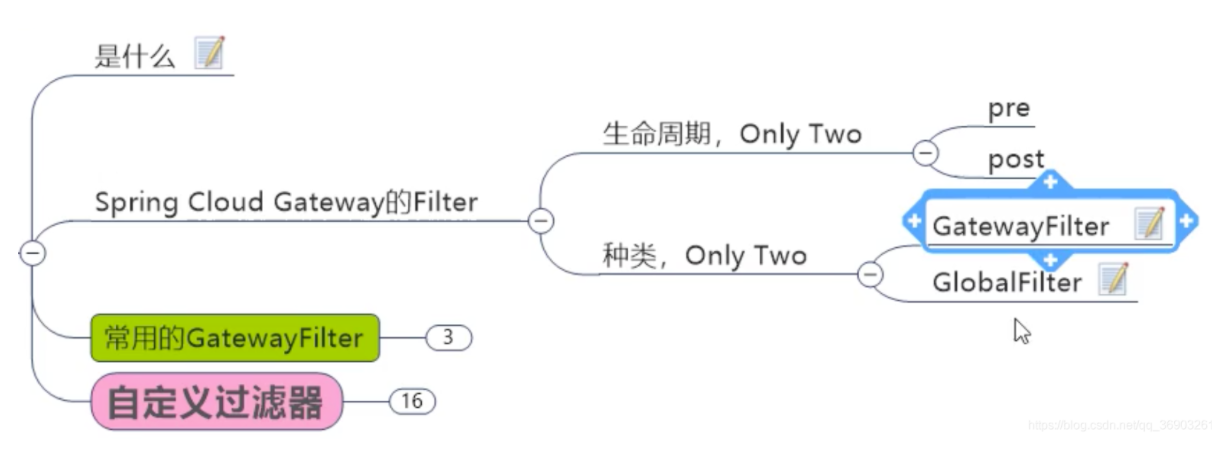 是什么
Spring Cloud Gateway的Filter
生命周期，Only Two
pre
post
种类，Only Two
GatewayFilter
GlobalFilter
常用的GatewayFilter
3
自定义过滤器
16
https://blog.csdn.net/qq_36903261